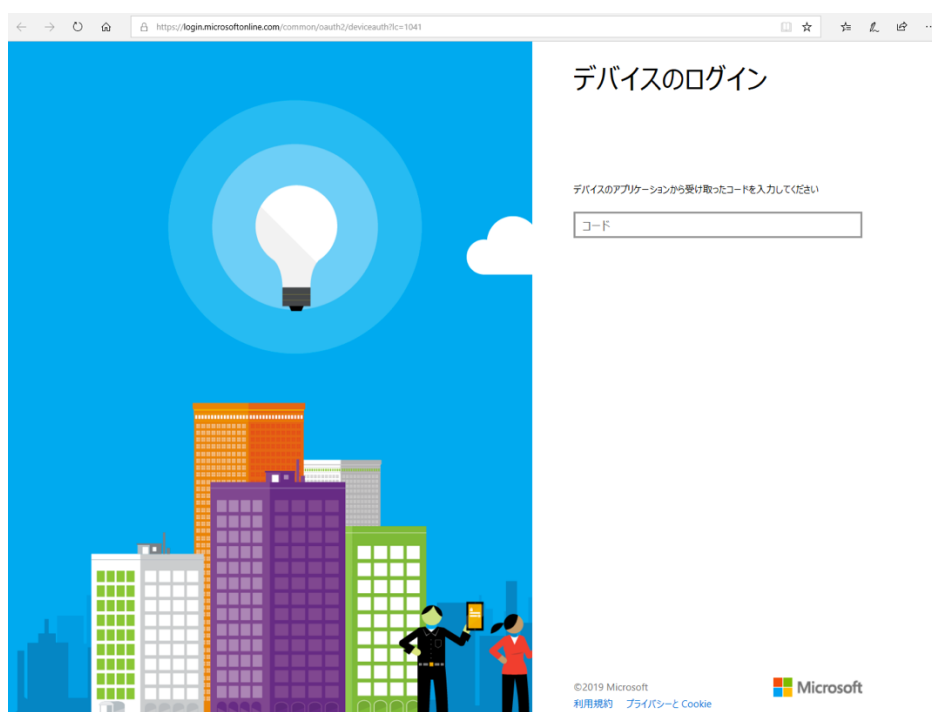 https://login.microsoftonline.com/common/oauth2/deviceauth?lc=1041
デバイスのログイン
デバイスのアプリケーションから受け取ったコードを入力してください
コード
©2019 Microsoft
Microsoft
利用規約 プライバシーと Cookie